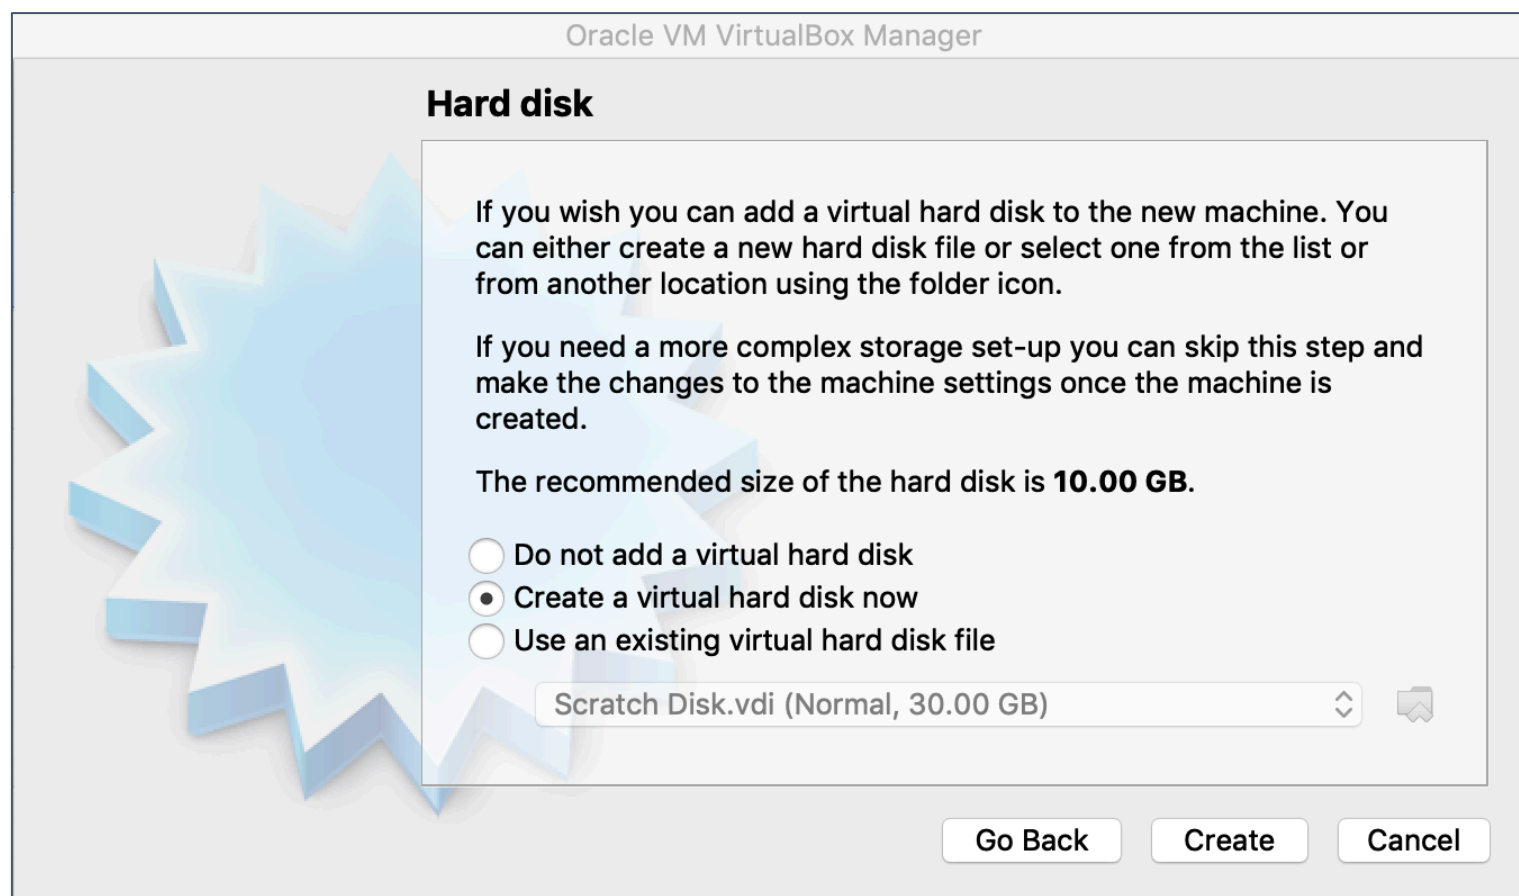 Oracle VM VirtualBox Manager
Hard disk
If you wish you can add a virtual hard disk to the new machine. You
can either create a new hard disk file or select one from the list or
from another location using the folder icon.
If you need a more complex storage set-up you can skip this step and
make the changes to the machine settings once the machine is
created.
The recommended size of the hard disk is 10.00 GB.
Do not add a virtual hard disk
Create a virtual hard disk now
Use an existing virtual hard disk file
Scratch Disk.vdi (Normal, 30.00 GB)
Go Back Create Cancel